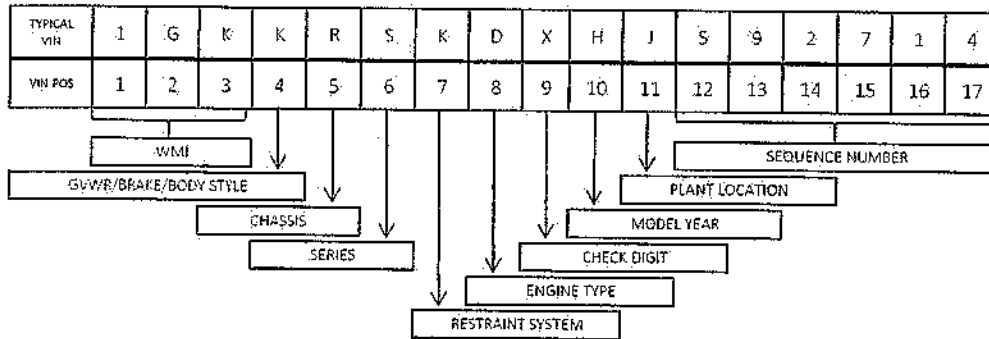 TYPICAL VIN 1 G K K R S K D X H J S 9 2 7 1 4
VIN POS 1 2 3 4 5 6 7 8 9 10 11 12 13 14 15 16 17
WMI
SEQUENCE NUMBER
GVWR/BRAKE/BODY STYLE
PLANT LOCATION
CHASSIS
MODEL YEAR
SERIES
CHECK DIGIT
ENGINE TYPE
RESTRAINT SYSTEM